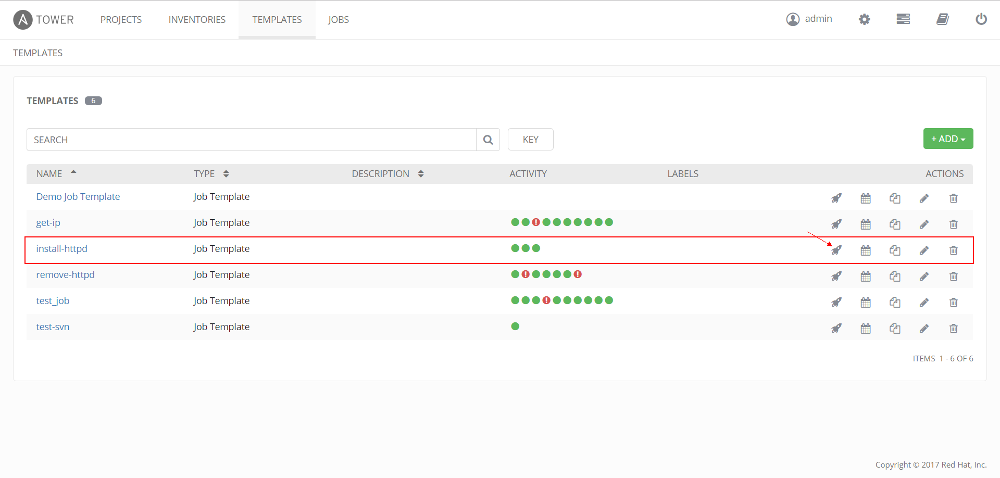 TOWER PROJECTS INVENTORIES TEMPLATES JOBS admin
TEMPLATES
TEMPLATES 6
SEARCH KEY + ADD
NAME TYPE DESCRIPTION ACTIVITY LABELS ACTIONS
Demo Job Template Job Template
get-ip Job Template
install-httpd Job Template
remove-httpd Job Template
test_job Job Template
test-svn Job Template
ITEMS 1 - 6 OF 6
Copyright © 2017 Red Hat, Inc.